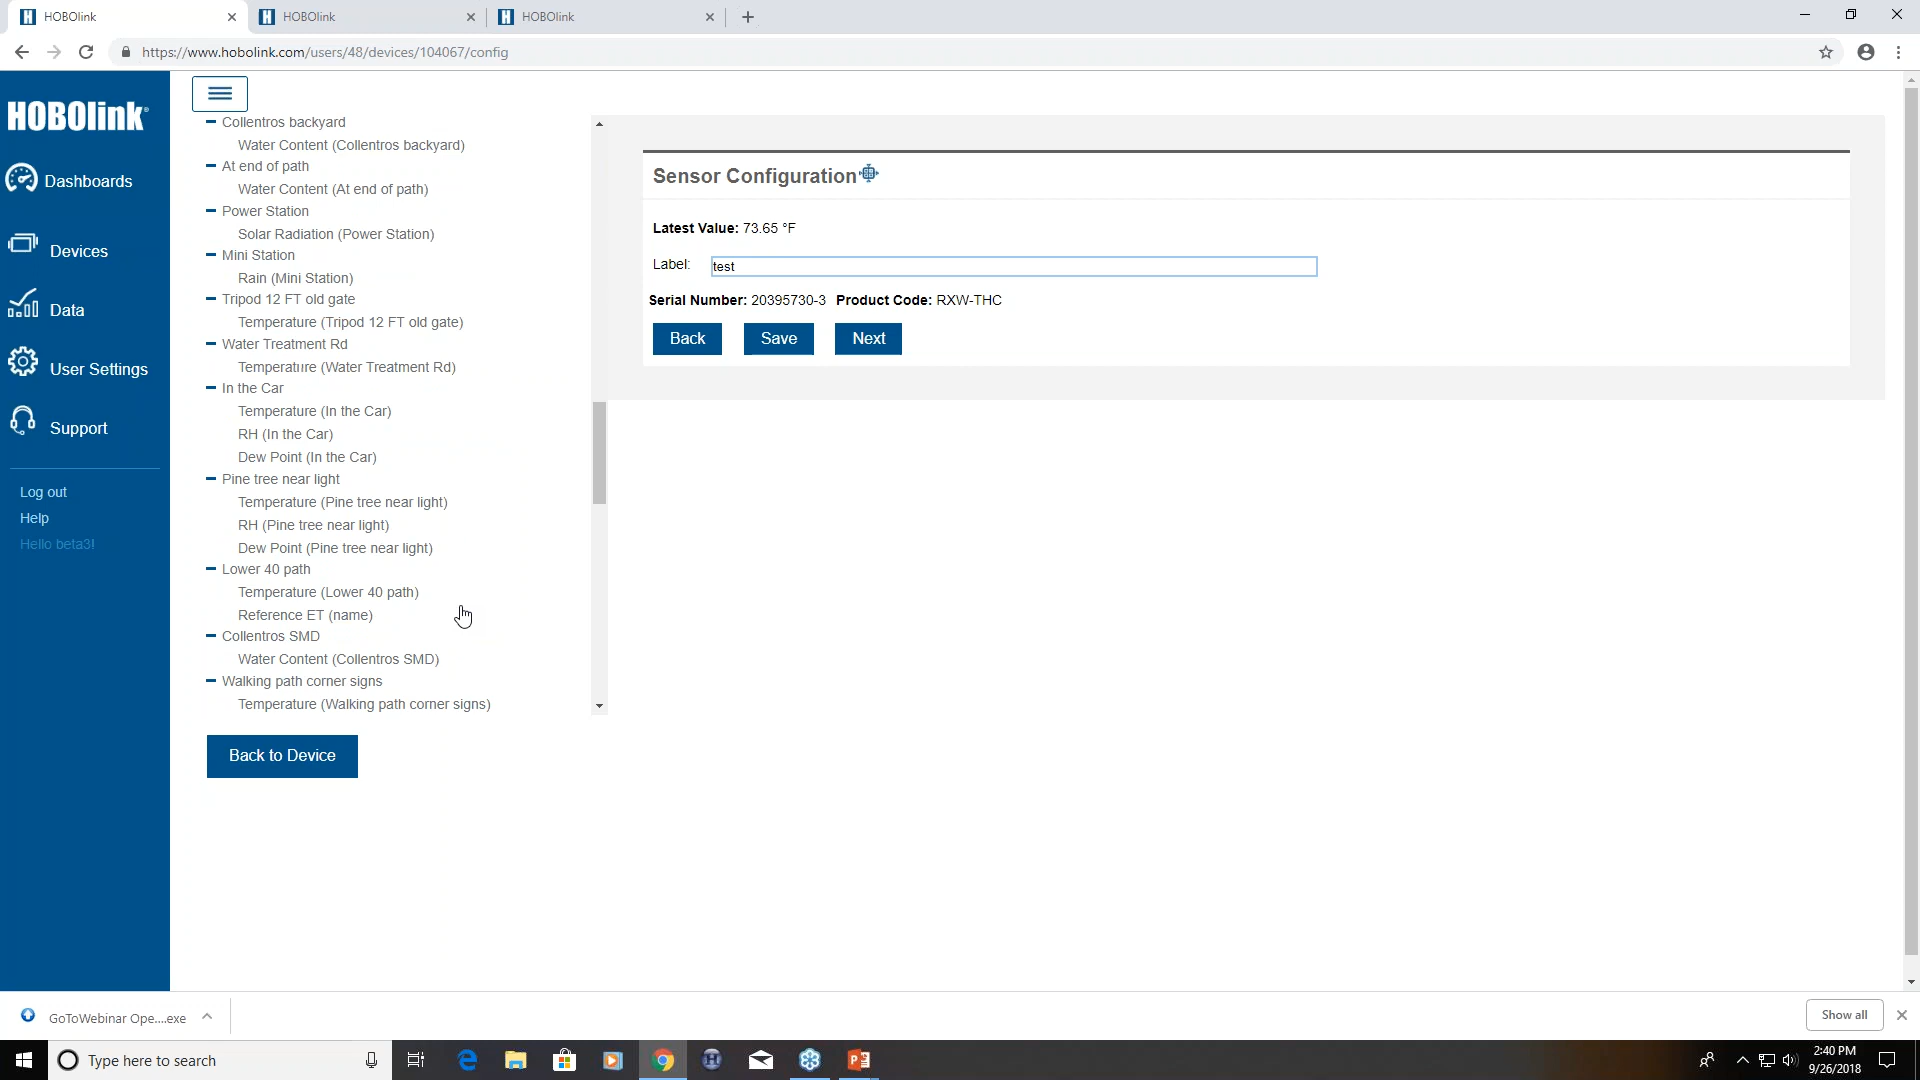 HOBOlink
HOBOlink
HOBOlink
https://www.hobolink.com/users/48/devices/104067/config
HOBOlink®
Dashboards
Devices
Data
User Settings
Support
Log out
Help
Hello beta3!
Collentros backyard
Water Content (Collentros backyard)
At end of path
Water Content (At end of path)
Power Station
Solar Radiation (Power Station)
Mini Station
Rain (Mini Station)
Tripod 12 FT old gate
Temperature (Tripod 12 FT old gate)
Water Treatment Rd
Temperature (Water Treatment Rd)
In the Car
Temperature (In the Car)
RH (In the Car)
Dew Point (In the Car)
Pine tree near light
Temperature (Pine tree near light)
RH (Pine tree near light)
Dew Point (Pine tree near light)
Lower 40 path
Temperature (Lower 40 path)
Reference ET (name)
Collentros SMD
Water Content (Collentros SMD)
Walking path corner signs
Temperature (Walking path corner signs)
Back to Device
Sensor Configuration
Latest Value: 73.65 °F
Label: test
Serial Number: 20395730-3 Product Code: RXW-THC
Back Save Next
GoToWebinar Ope....exe
Show all
Type here to search
2:40 PM
9/26/2018